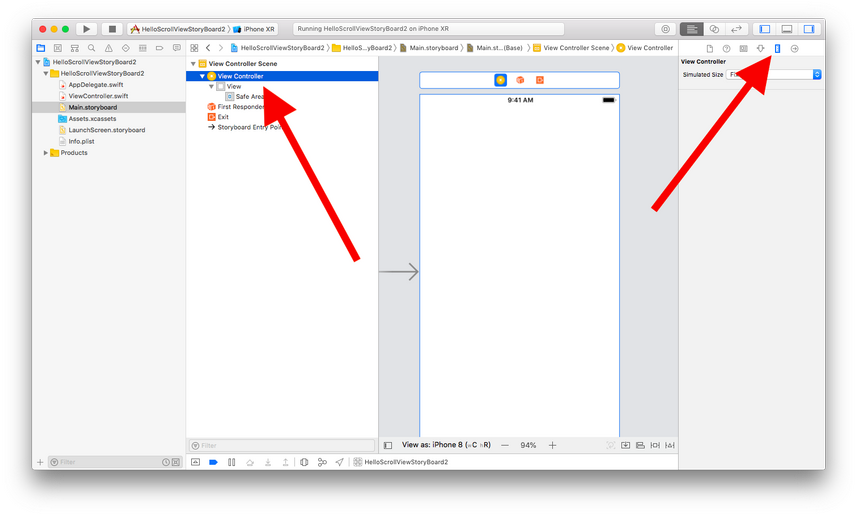 HelloScrollViewStoryBoard2 〉 iPhone XR
Running HelloScrollViewStoryBoard2 on iPhone XR
HelloScrollViewStoryBoard2 〉 HelloS...yBoard2 〉 Main.storyboard 〉 Main.st...(Base) 〉 View Controller Scene 〉 View Controller
HelloScrollViewStoryBoard2
HelloScrollViewStoryBoard2
AppDelegate.swift
ViewController.swift
Main.storyboard
Assets.xcassets
LaunchScreen.storyboard
Info.plist
Products
View Controller Scene
View Controller
View
Safe Area
First Responder
Exit
Storyboard Entry
9:41 AM
View Controller
Simulated Size
Filter
View as: iPhone 8 (wC hR)
94%
Filter
HelloScrollViewStoryBoard2